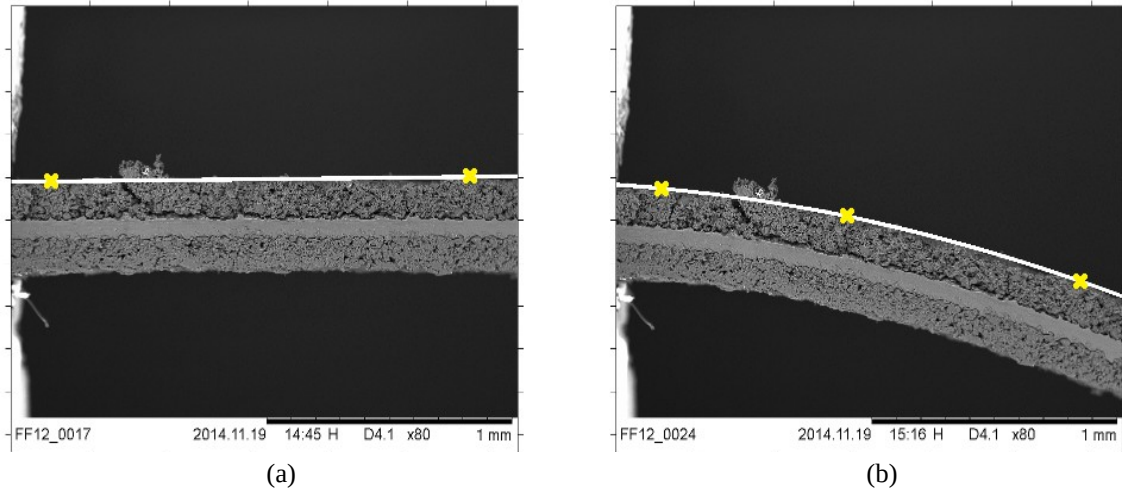 FF12_0017 2014.11.19 14:45 H D4.1 x80 1 mm
FF12_0024 2014.11.19 15:16 H D4.1 x80 1 mm
(a) (b)